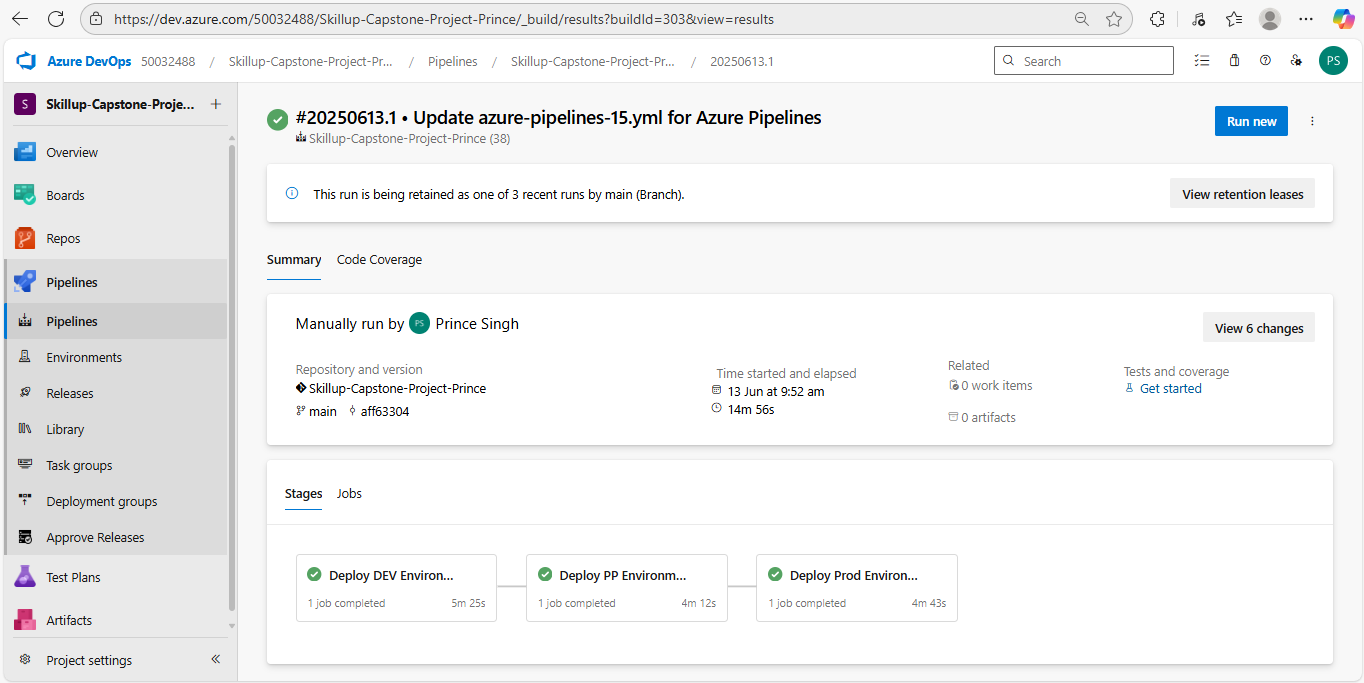 https://dev.azure.com/50032488/Skillup-Capstone-Project-Prince/_build/results?buildId=303&view=results
Azure DevOps 50032488 / Skillup-Capstone-Project-Pr... / Pipelines / Skillup-Capstone-Project-Pr... / 20250613.1
Search
PS
S Skillup-Capstone-Proje... +
Overview
Boards
Repos
Pipelines
Pipelines
Environments
Releases
Library
Task groups
Deployment groups
Approve Releases
Test Plans
Artifacts
Project settings
#20250613.1 • Update azure-pipelines-15.yml for Azure Pipelines
Skillup-Capstone-Project-Prince (38)
Run new
This run is being retained as one of 3 recent runs by main (Branch).
View retention leases
Summary Code Coverage
Manually run by PS Prince Singh
View 6 changes
Repository and version
Skillup-Capstone-Project-Prince
main aff63304
Time started and elapsed
13 Jun at 9:52 am
14m 56s
Related
0 work items
0 artifacts
Tests and coverage
Get started
Stages Jobs
Deploy DEV Environ...
1 job completed 5m 25s
Deploy PP Environm...
1 job completed 4m 12s
Deploy Prod Environ...
1 job completed 4m 43s